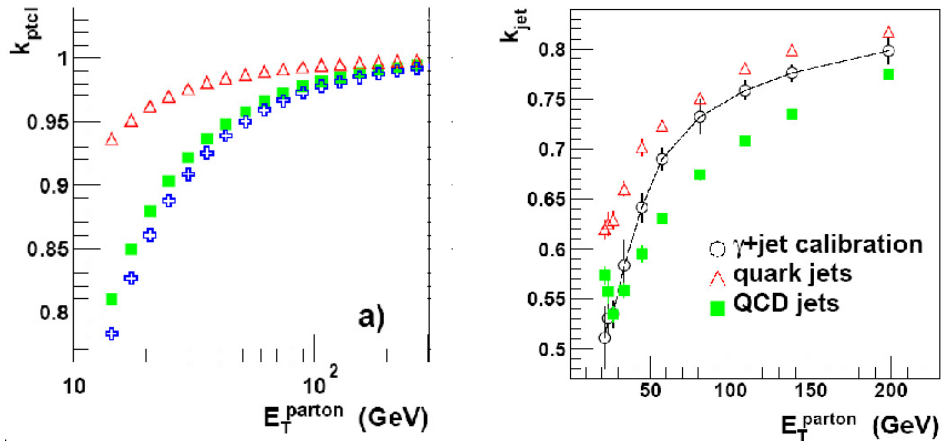 k_ptcl
1
0.95
0.9
0.85
0.8
a)
10
10²
E_T^parton (GeV)
k_jet
0.8
0.75
0.7
0.65
0.6
0.55
0.5
γ+jet calibration
quark jets
QCD jets
50
100
150
200
E_T^parton (GeV)